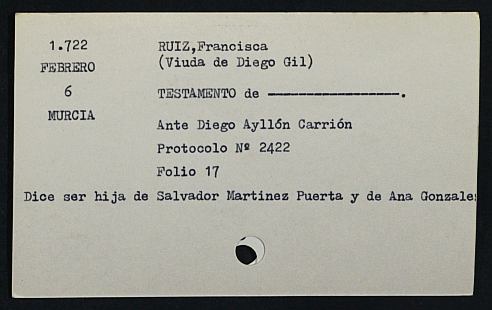 1.722 RUIZ,Francisca
FEBRERO (Viuda de Diego Gil)
6 TESTAMENTO de ------------------.
MURCIA Ante Diego Ayllón Carrión
Protocolo Nº 2422
Folio 17
Dice ser hija de Salvador Martinez Puerta y de Ana Gonzales